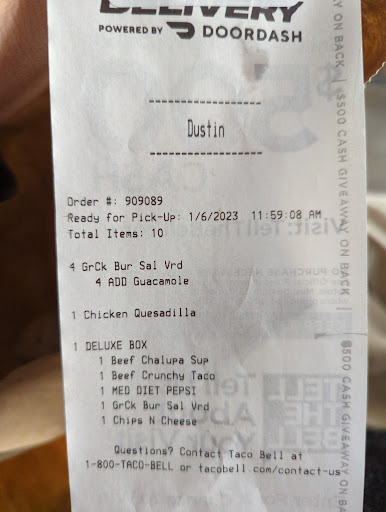 DELIVERY
POWERED BY DOORDASH
Dustin
Order #: 909089
Ready for Pick-Up: 1/6/2023 11:59:08 AM
Total Items: 10
4 GrCk Bur Sal Vrd
4 ADD Guacamole
1 Chicken Quesadilla
1 DELUXE BOX
1 Beef Chalupa Sup
1 Beef Crunchy Taco
1 MED DIET PEPSI
1 GrCk Bur Sal Vrd
1 Chips N Cheese
Questions? Contact Taco Bell at
1-800-TACO-BELL or tacobell.com/contact-us
$500 CASH GIVEAWAY ON BACK | $500 CASH GIVEAWAY ON BACK |